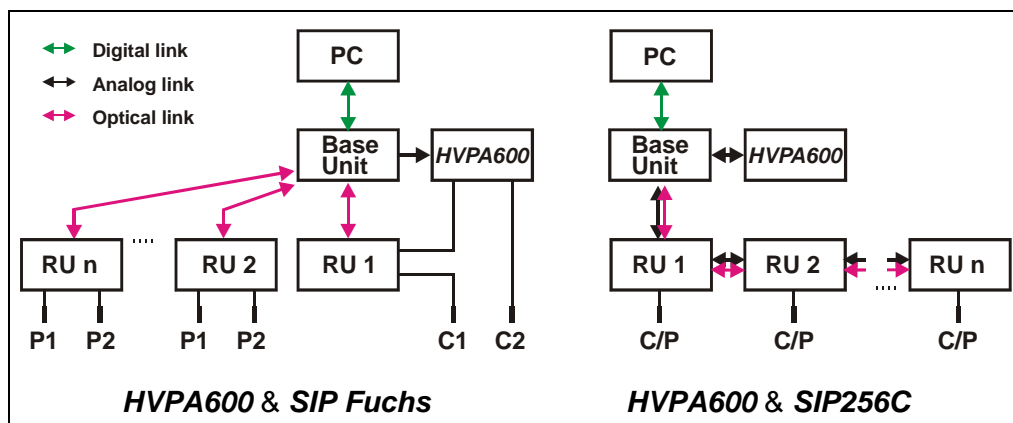 Digital link
Analog link
Optical link
PC
Base
Unit
HVPA600
RU n
RU 2
RU 1
P1 P2 P1 P2 C1 C2
HVPA600 & SIP Fuchs
PC
Base
Unit
HVPA600
RU 1
RU 2
RU n
C/P C/P C/P
HVPA600 & SIP256C